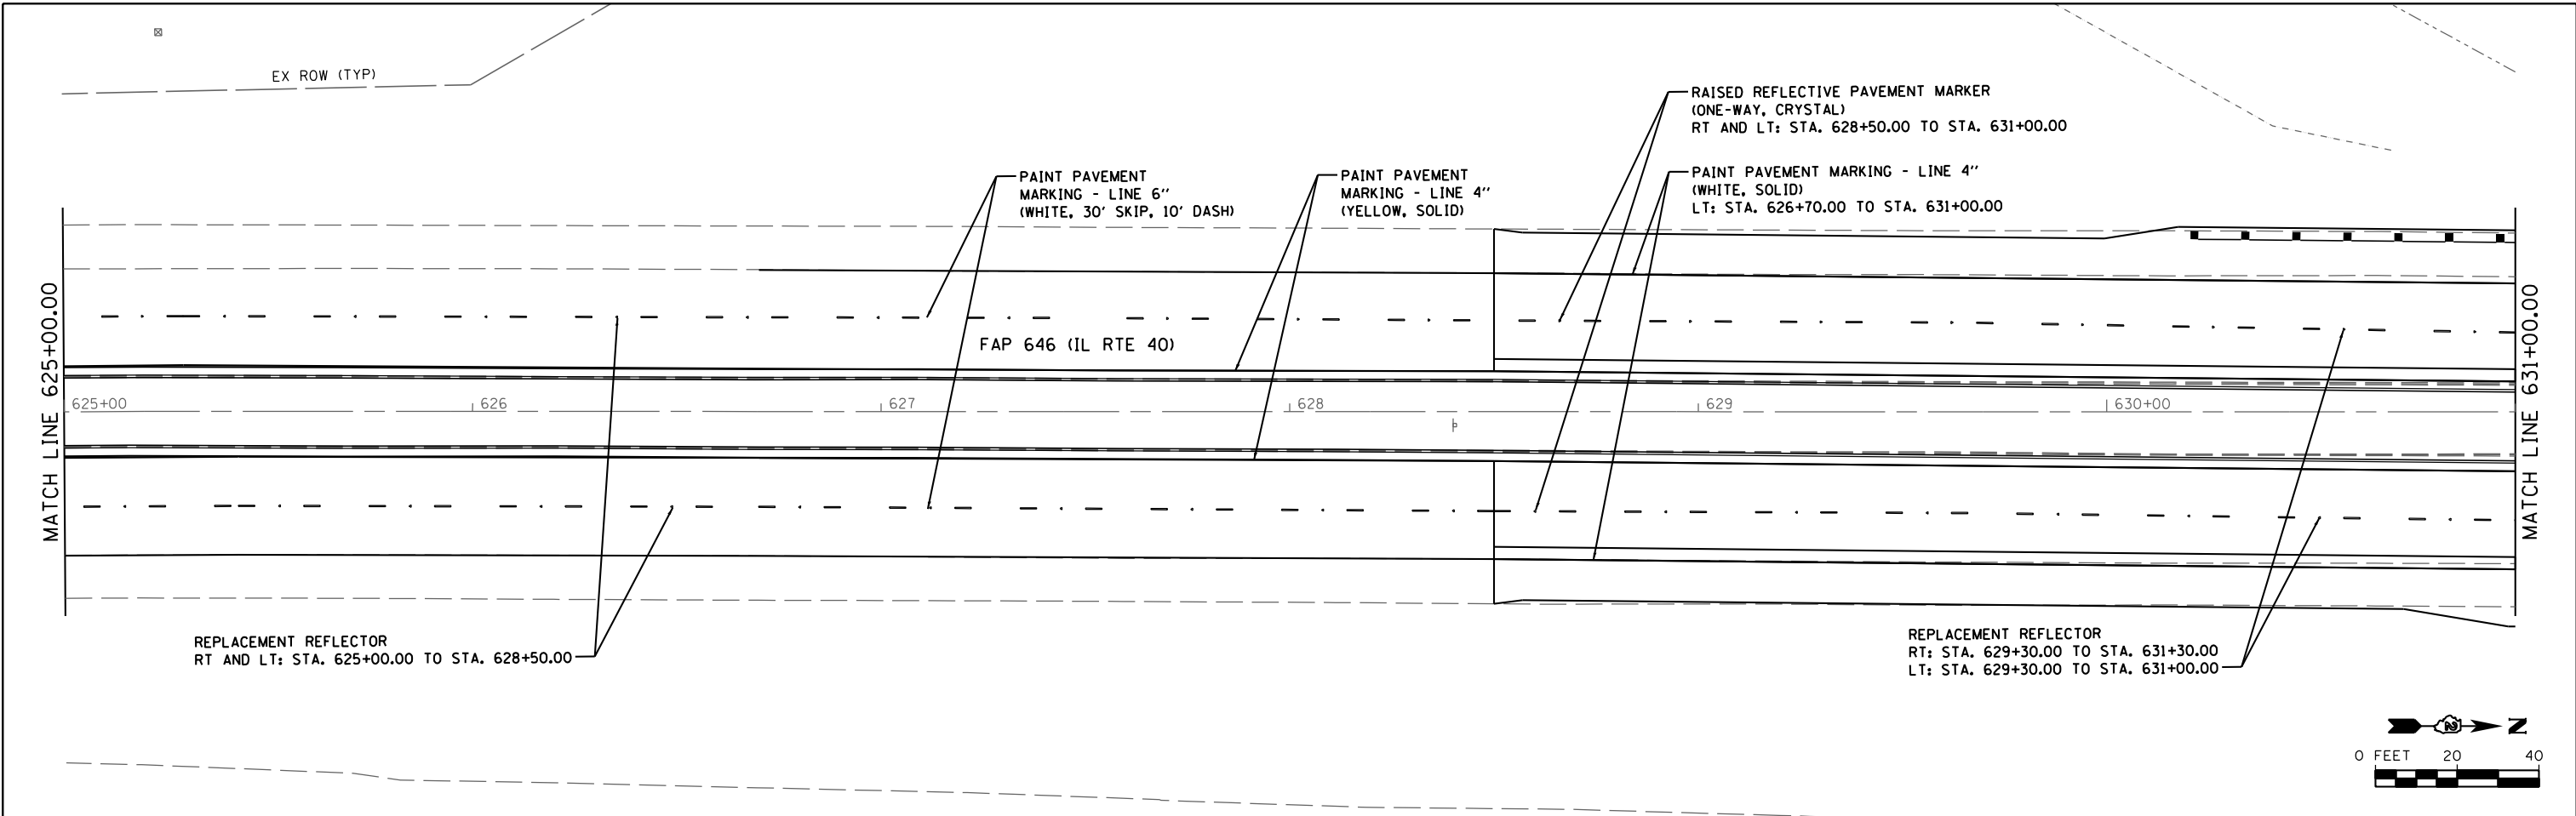 EX ROW (TYP)
RAISED REFLECTIVE PAVEMENT MARKER
(ONE-WAY, CRYSTAL)
RT AND LT: STA. 628+50.00 TO STA. 631+00.00
PAINT PAVEMENT
MARKING - LINE 6"
(WHITE, 30' SKIP, 10' DASH)
PAINT PAVEMENT
MARKING - LINE 4"
(YELLOW, SOLID)
PAINT PAVEMENT MARKING - LINE 4"
(WHITE, SOLID)
LT: STA. 626+70.00 TO STA. 631+00.00
MATCH LINE 625+00.00
FAP 646 (IL RTE 40)
625+00
626
627
628
629
630+00
MATCH LINE 631+00.00
REPLACEMENT REFLECTOR
RT AND LT: STA. 625+00.00 TO STA. 628+50.00
REPLACEMENT REFLECTOR
RT: STA. 629+30.00 TO STA. 631+30.00
LT: STA. 629+30.00 TO STA. 631+00.00
N
0 FEET 20 40